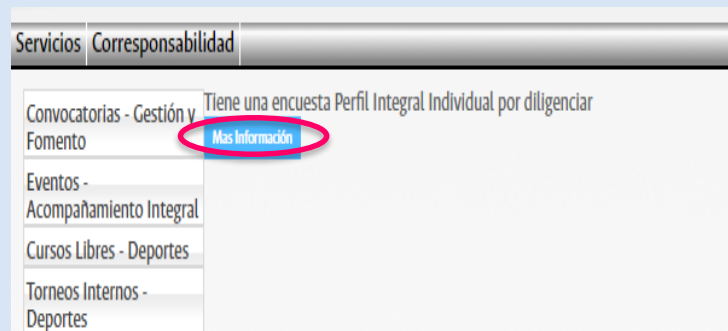 Servicios Corresponsabilidad
Tiene una encuesta Perfil Integral Individual por diligenciar
Mas Información
Convocatorias - Gestión y
Fomento
Eventos -
Acompañamiento Integral
Cursos Libres - Deportes
Torneos Internos -
Deportes